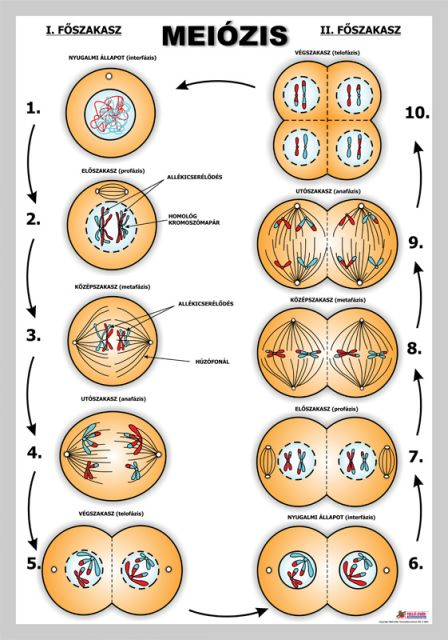 I. FŐSZAKASZ
MEIÓZIS
II. FŐSZAKASZ
NYUGALMI ÁLLAPOT (interfázis)
1.
ELŐSZAKASZ (profázis)
ALLÉKICSERÉLŐDÉS
HOMOLÓG
KROMOSZÓMAPÁR
2.
KÖZÉPSZAKASZ (metafázis)
ALLÉKICSERÉLŐDÉS
3.
HÚZÓFONÁL
UTÓSZAKASZ (anafázis)
4.
VÉGSZAKASZ (telofázis)
5.
NYUGALMI ÁLLAPOT (interfázis)
6.
ELŐSZAKASZ (profázis)
7.
KÖZÉPSZAKASZ (metafázis)
8.
UTÓSZAKASZ (anafázis)
9.
VÉGSZAKASZ (telofázis)
10.